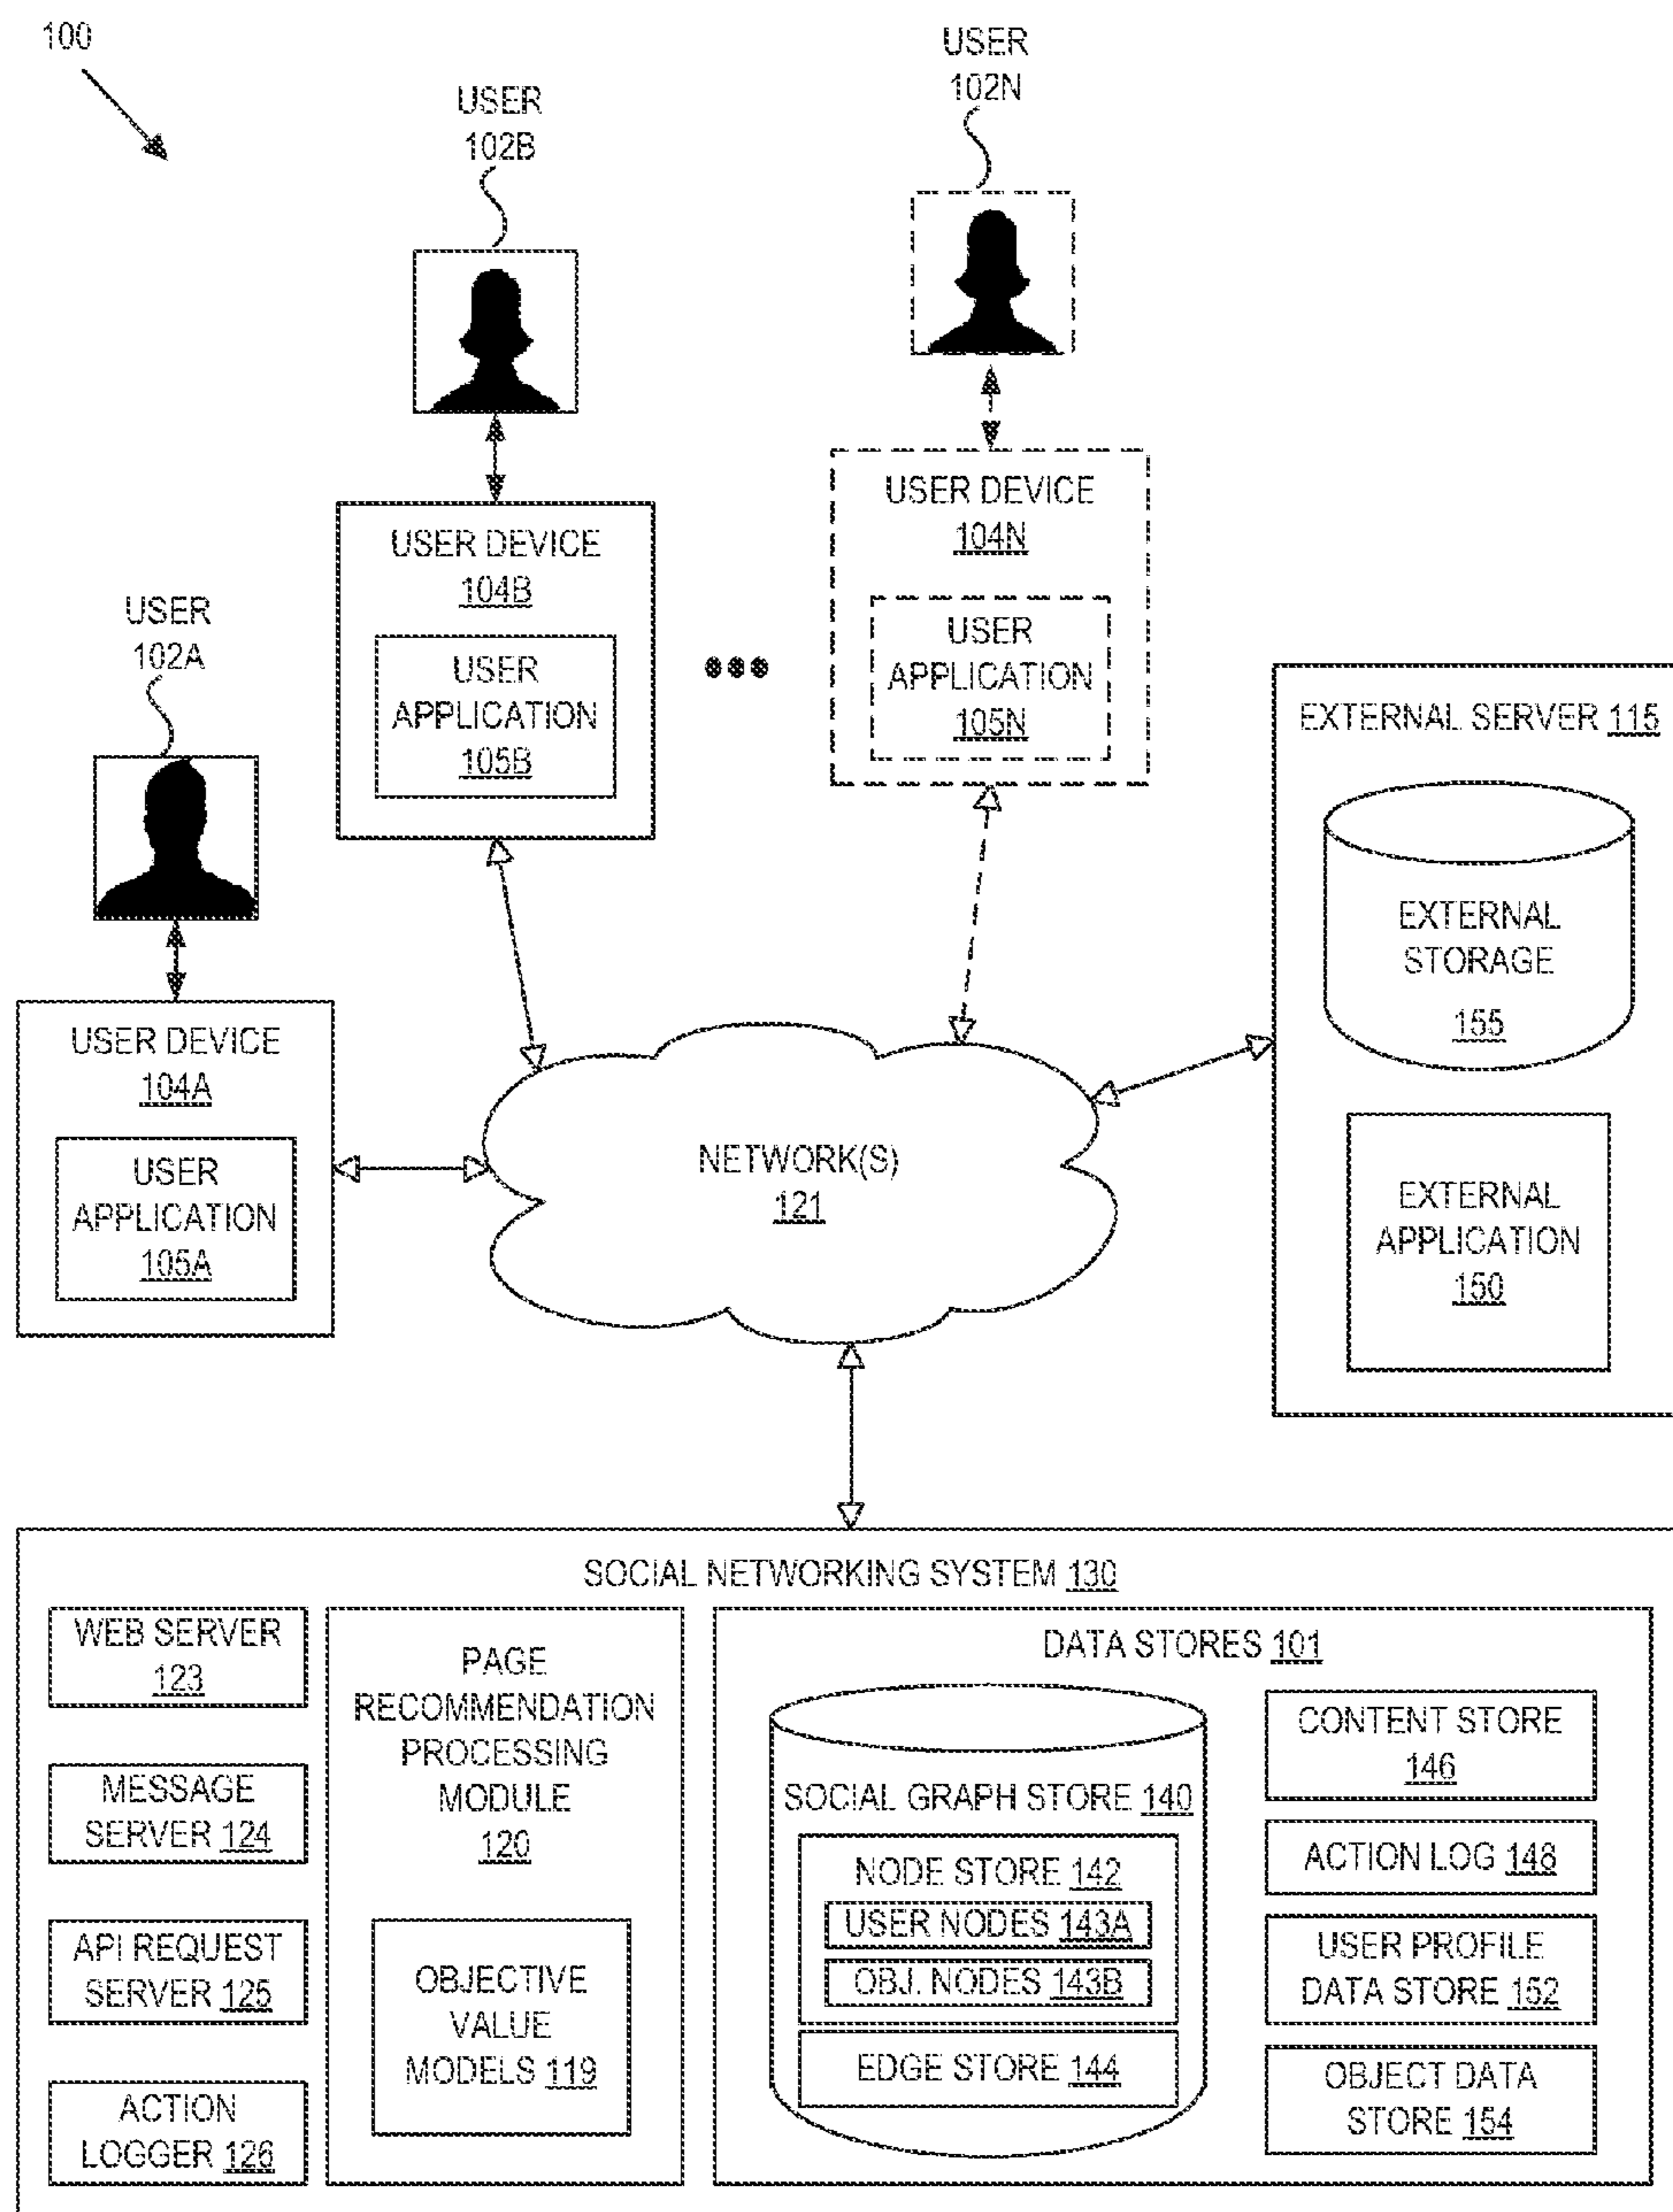 100
USER
102N
USER
102B
USER DEVICE
104N
USER
APPLICATION
105N
USER DEVICE
104B
USER
APPLICATION
105B
USER
102A
EXTERNAL SERVER 115
EXTERNAL
STORAGE
155
EXTERNAL
APPLICATION
150
USER DEVICE
104A
USER
APPLICATION
105A
NETWORK(S)
121
SOCIAL NETWORKING SYSTEM 130
WEB SERVER
123
MESSAGE
SERVER 124
API REQUEST
SERVER 125
ACTION
LOGGER 126
PAGE
RECOMMENDATION
PROCESSING
MODULE
120
OBJECTIVE
VALUE
MODELS 119
DATA STORES 101
SOCIAL GRAPH STORE 140
NODE STORE 142
USER NODES 143A
OBJ. NODES 143B
EDGE STORE 144
CONTENT STORE
146
ACTION LOG 148
USER PROFILE
DATA STORE 152
OBJECT DATA
STORE 154